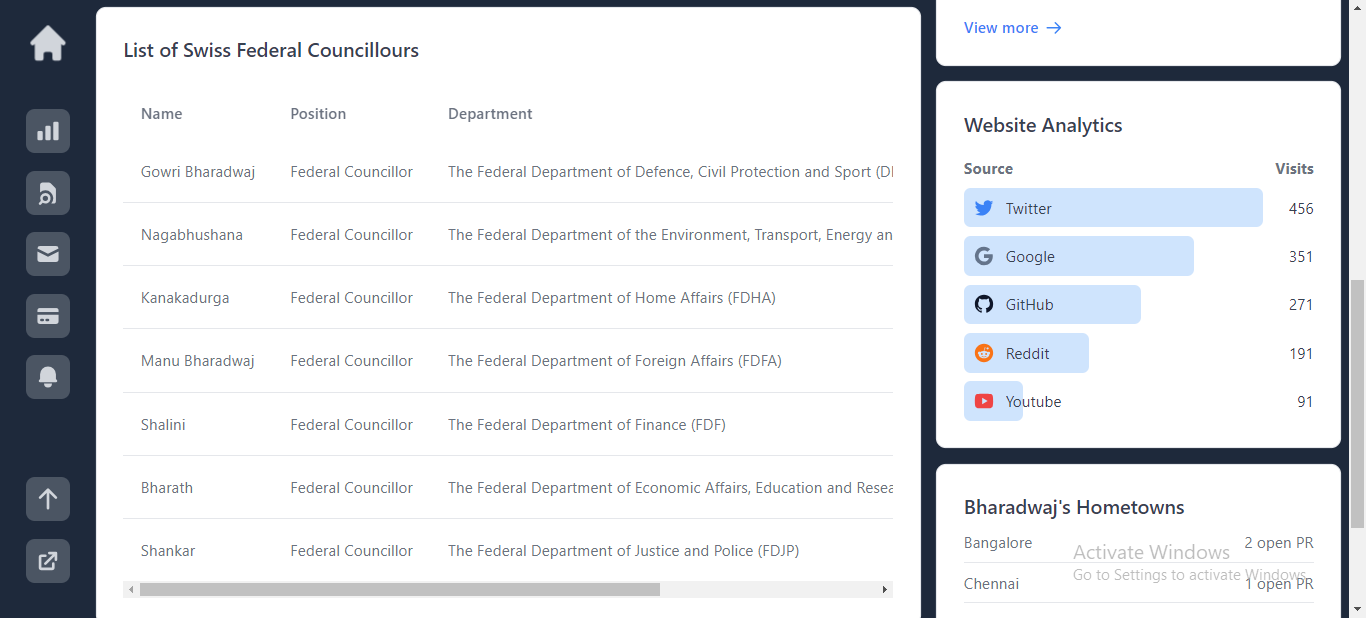 List of Swiss Federal Councillours
Name Position Department
Gowri Bharadwaj Federal Councillor The Federal Department of Defence, Civil Protection and Sport
Nagabhushana Federal Councillor The Federal Department of the Environment, Transport, Energy an
Kanakadurga Federal Councillor The Federal Department of Home Affairs (FDHA)
Manu Bharadwaj Federal Councillor The Federal Department of Foreign Affairs (FDFA)
Shalini Federal Councillor The Federal Department of Finance (FDF)
Bharath Federal Councillor The Federal Department of Economic Affairs, Education and Resea
Shankar Federal Councillor The Federal Department of Justice and Police (FDJP)
View more →
Website Analytics
Source Visits
Twitter 456
Google 351
GitHub 271
Reddit 191
Youtube 91
Bharadwaj's Hometowns
Bangalore 2 open PR
Chennai 1 open PR
Activate Windows
Go to Settings to activate Windows.